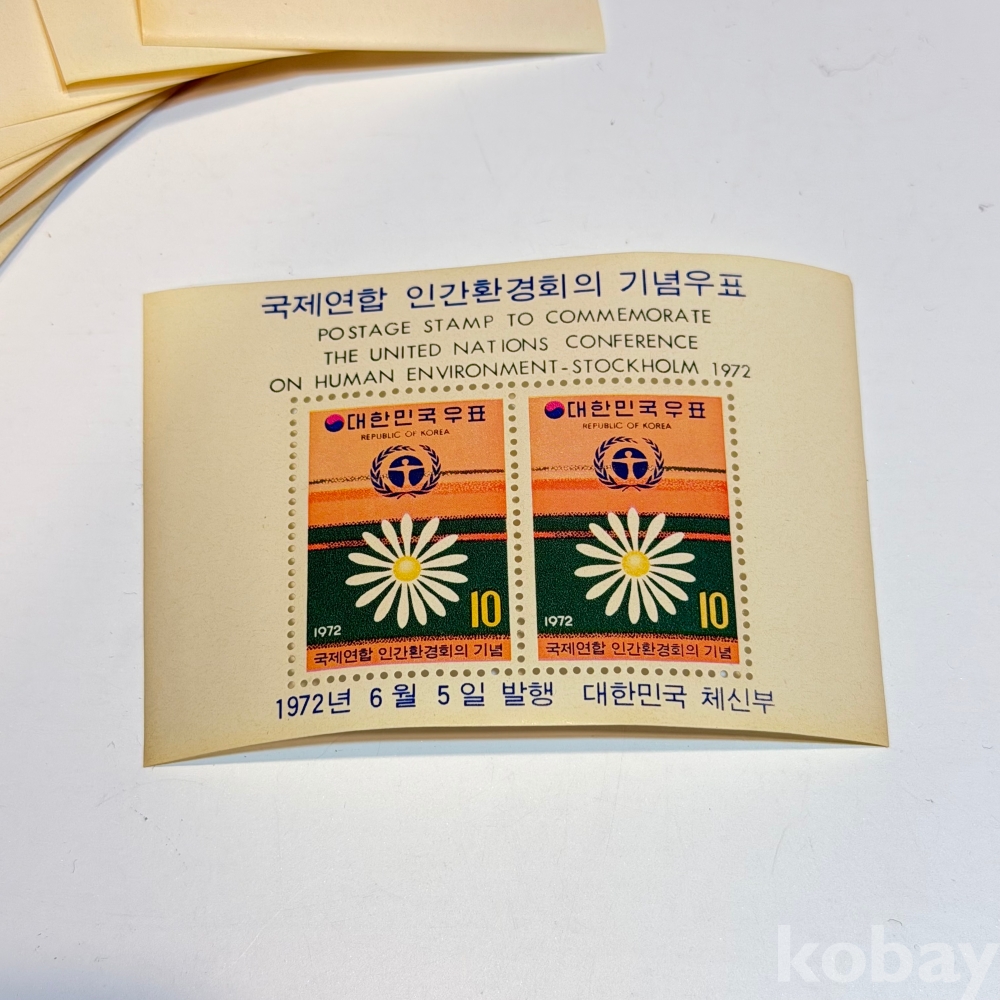 국제연합 인간환경회의 기념우표
POSTAGE STAMP TO COMMEMORATE
THE UNITED NATIONS CONFERENCE
ON HUMAN ENVIRONMENT-STOCKHOLM 1972
대한민국우표
REPUBLIC OF KOREA
10
1972
국제연합 인간환경회의 기념
대한민국우표
REPUBLIC OF KOREA
10
1972
국제연합 인간환경회의 기념
1972년 6월 5일 발행 대한민국 체신부
kobay